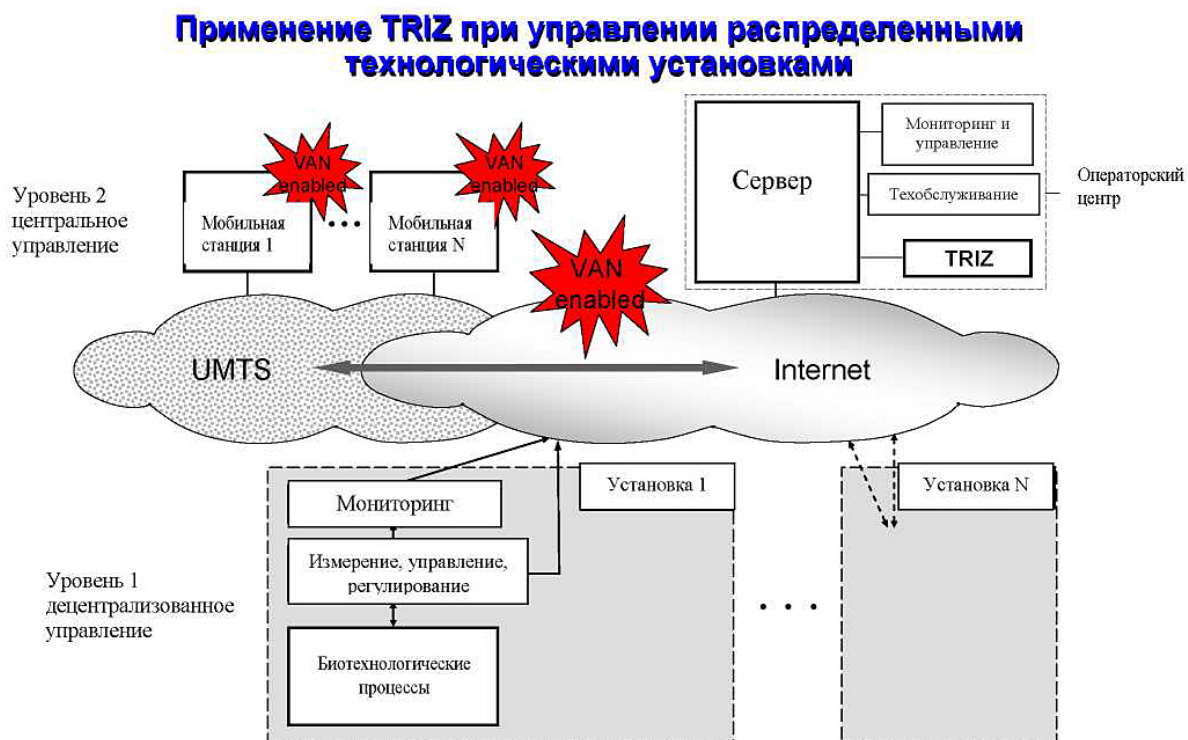 Применение TRIZ при управлении распределенными
технологическими установками
Уровень 2
центральное
управление
VAN
enabled
Мобильная
станция 1
...
VAN
enabled
Мобильная
станция N
Сервер
Мониторинг и
управление
Техобслуживание
TRIZ
Операторский
центр
VAN
enabled
UMTS
Internet
Уровень 1
децентрализованное
управление
Мониторинг
Измерение, управление,
регулирование
Биотехнологические
процессы
Установка 1
...
Установка N